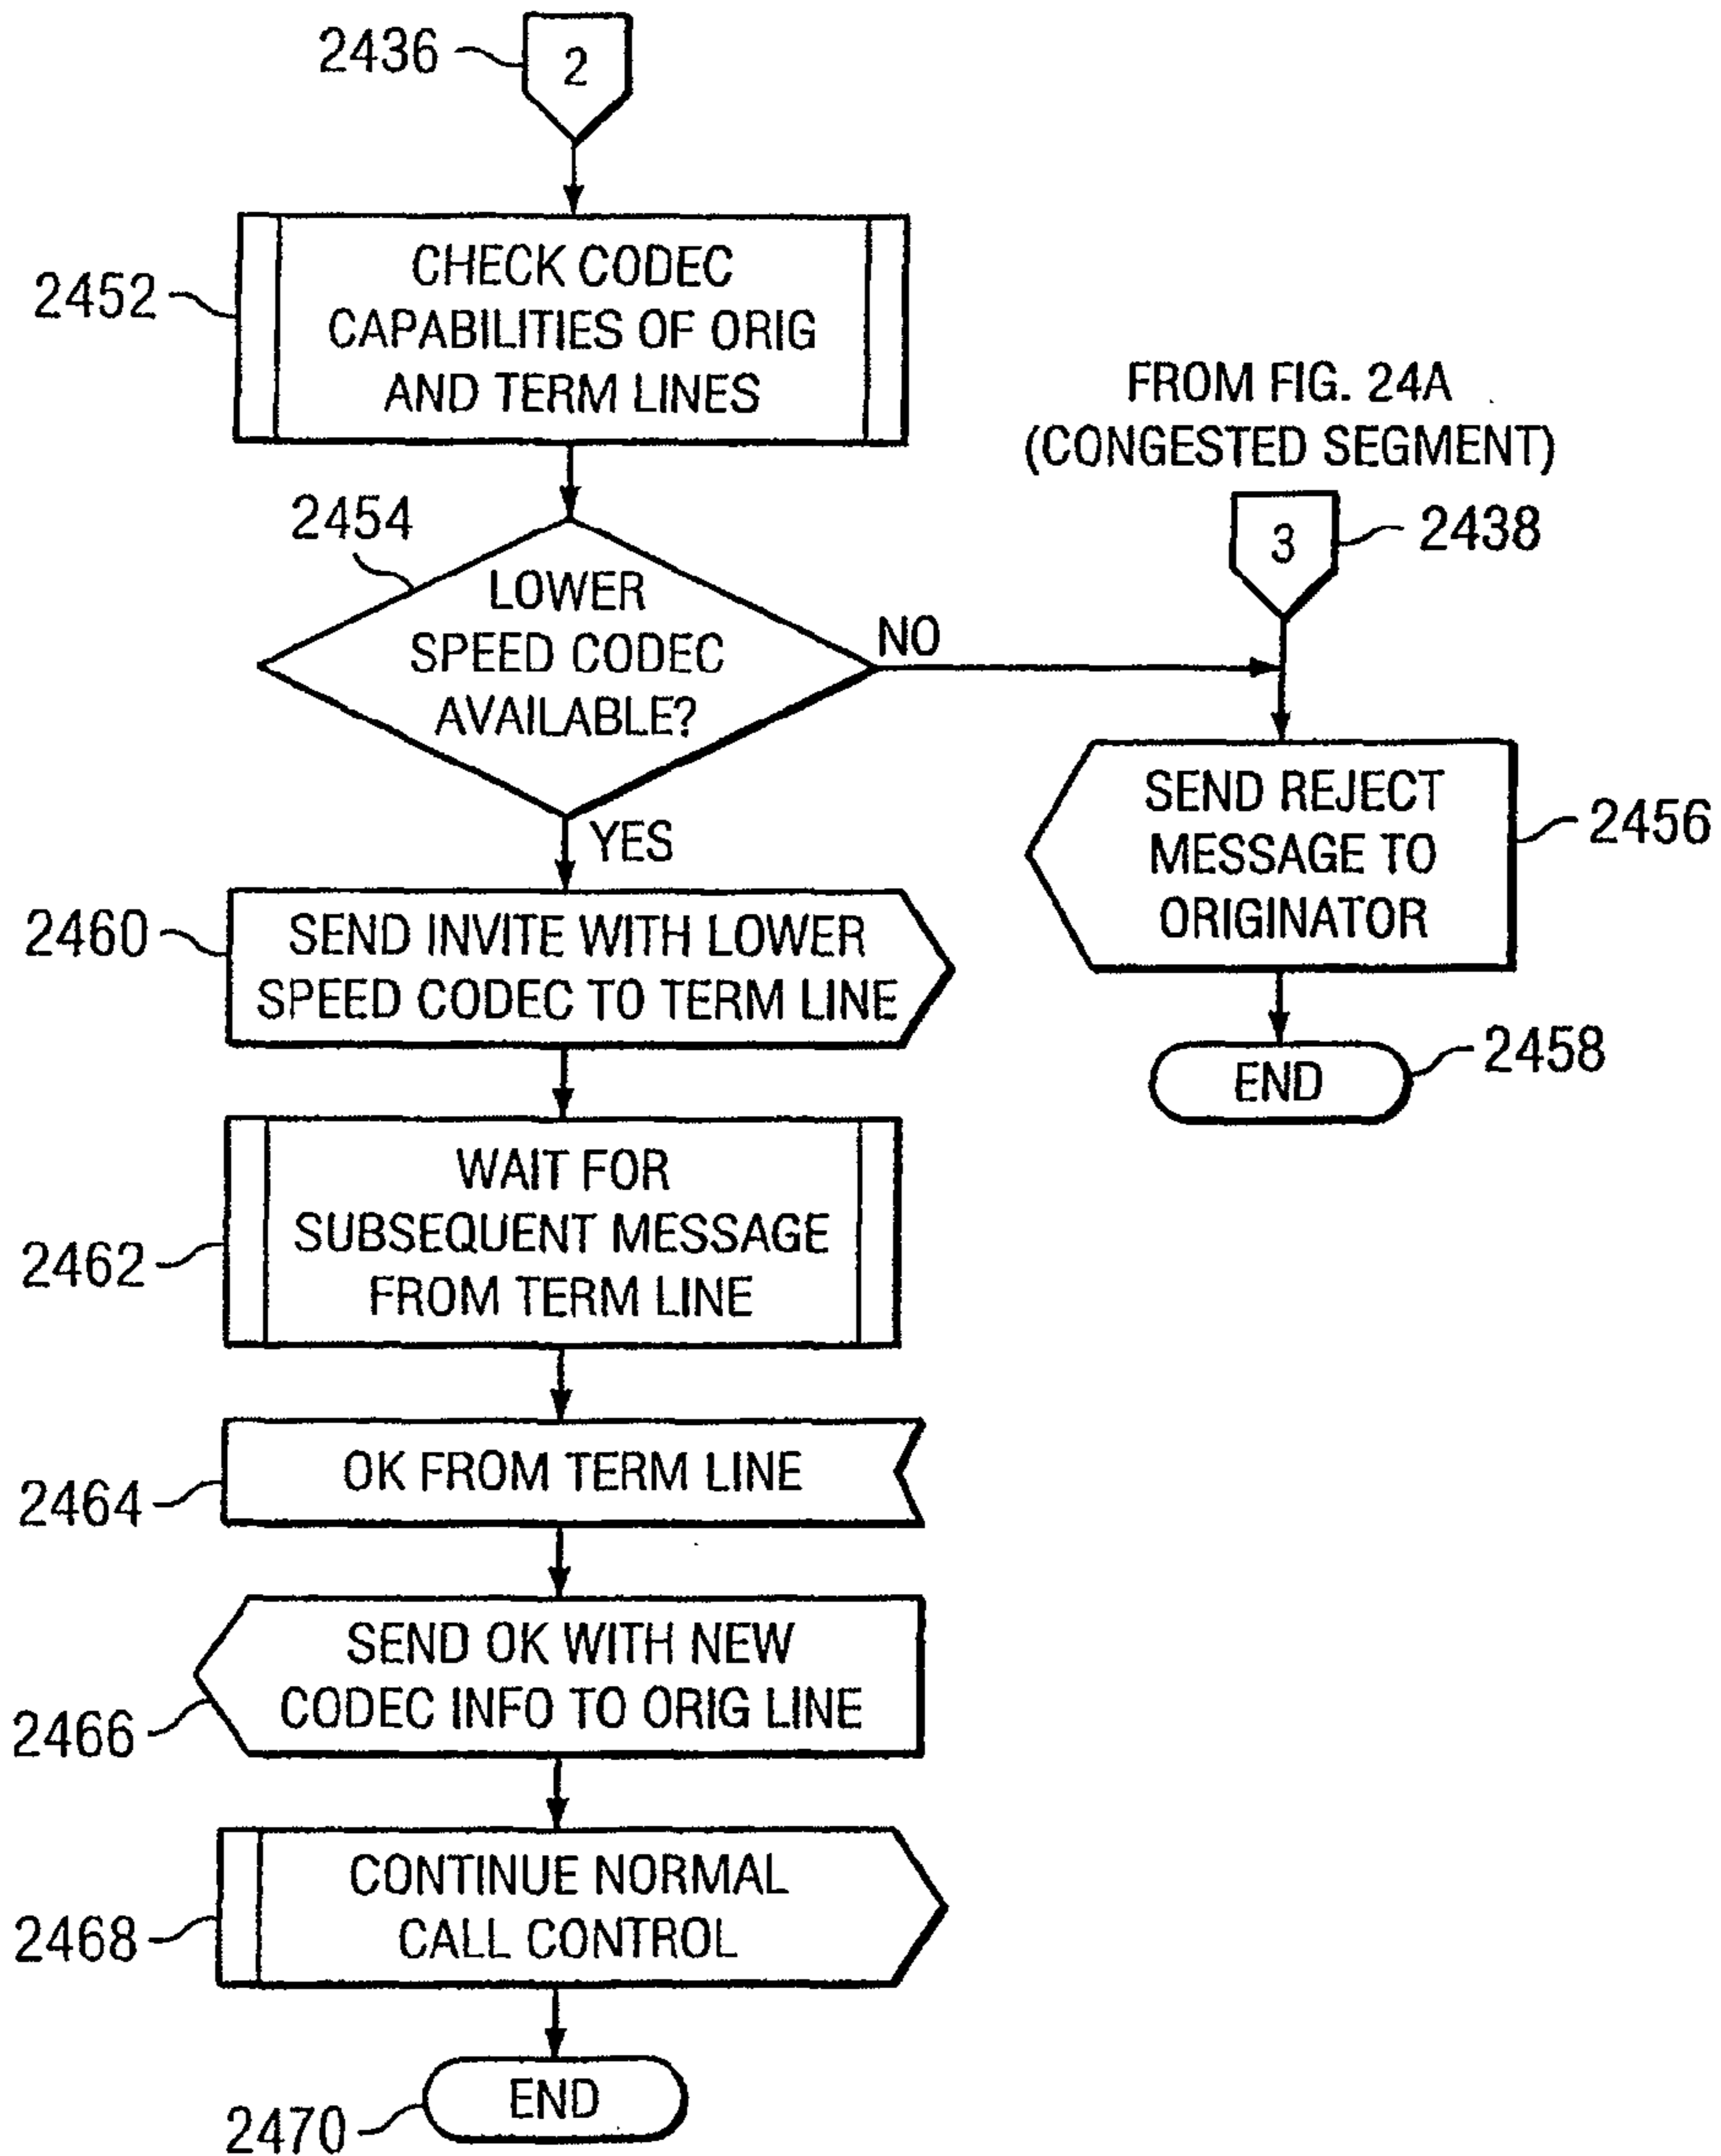 2436
2
2452
CHECK CODEC
CAPABILITIES OF ORIG
AND TERM LINES
FROM FIG. 24A
(CONGESTED SEGMENT)
3
2438
2454
LOWER
SPEED CODEC
AVAILABLE?
NO
YES
SEND REJECT
MESSAGE TO
ORIGINATOR
2456
END
2458
2460
SEND INVITE WITH LOWER
SPEED CODEC TO TERM LINE
2462
WAIT FOR
SUBSEQUENT MESSAGE
FROM TERM LINE
2464
OK FROM TERM LINE
2466
SEND OK WITH NEW
CODEC INFO TO ORIG LINE
2468
CONTINUE NORMAL
CALL CONTROL
2470
END